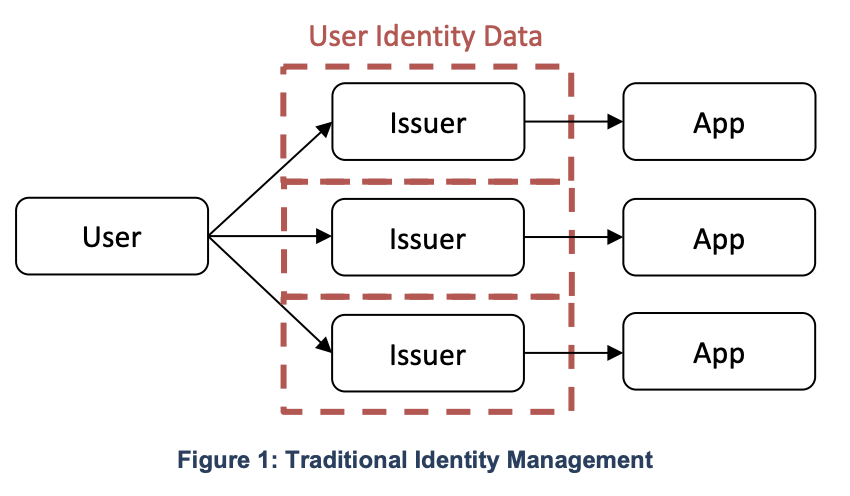 User Identity Data
Issuer
App
User
Issuer
App
Issuer
App
Figure 1: Traditional Identity Management